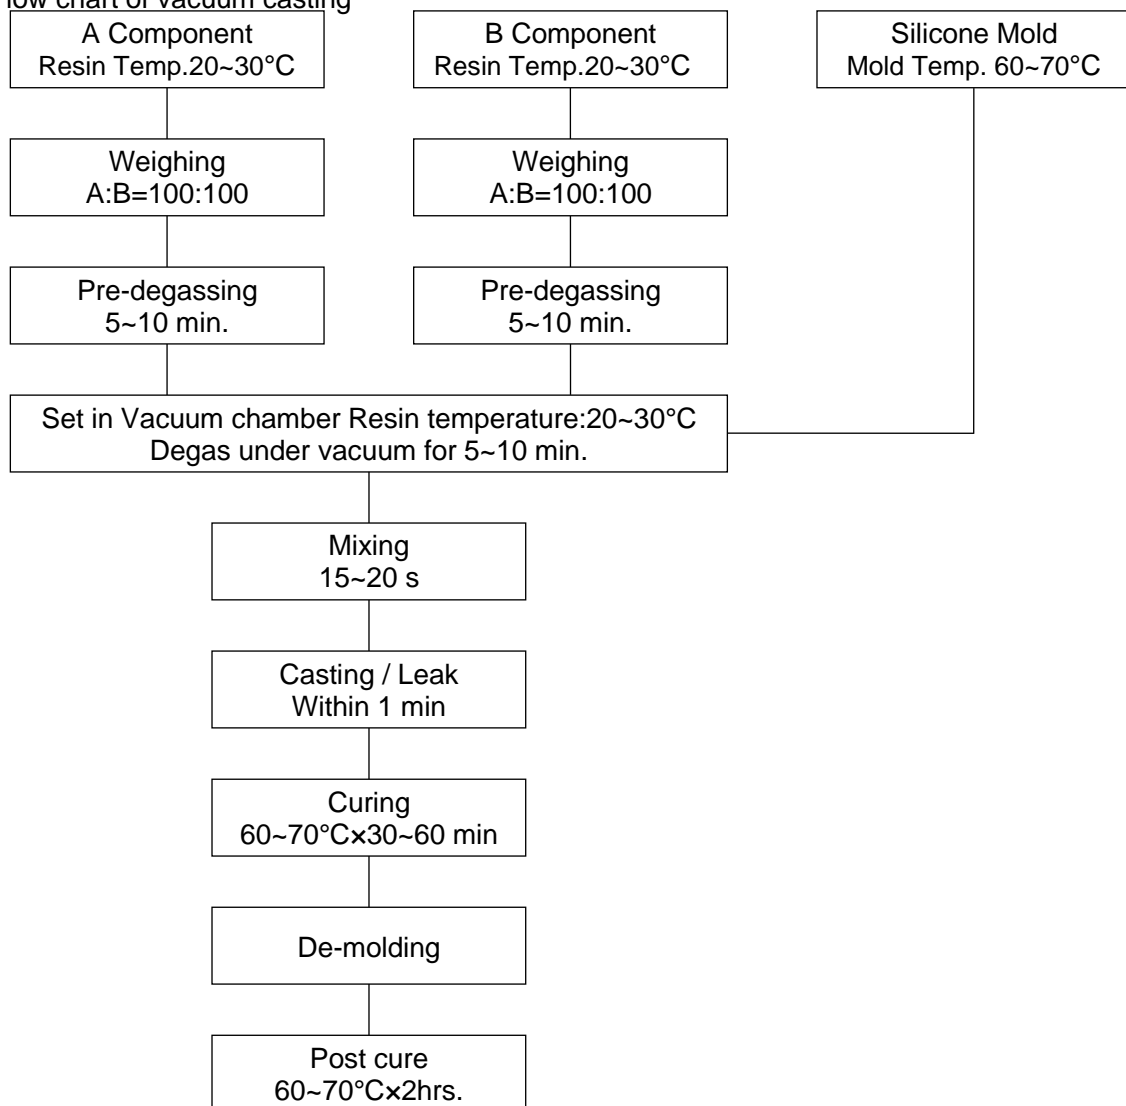 low chart of vacuum casting
A Component
Resin Temp.20~30°C
B Component
Resin Temp.20~30°C
Silicone Mold
Mold Temp. 60~70°C
Weighing
A:B=100:100
Weighing
A:B=100:100
Pre-degassing
5~10 min.
Pre-degassing
5~10 min.
Set in Vacuum chamber Resin temperature:20~30°C
Degas under vacuum for 5~10 min.
Mixing
15~20 s
Casting / Leak
Within 1 min
Curing
60~70°C×30~60 min
De-molding
Post cure
60~70°C×2hrs.